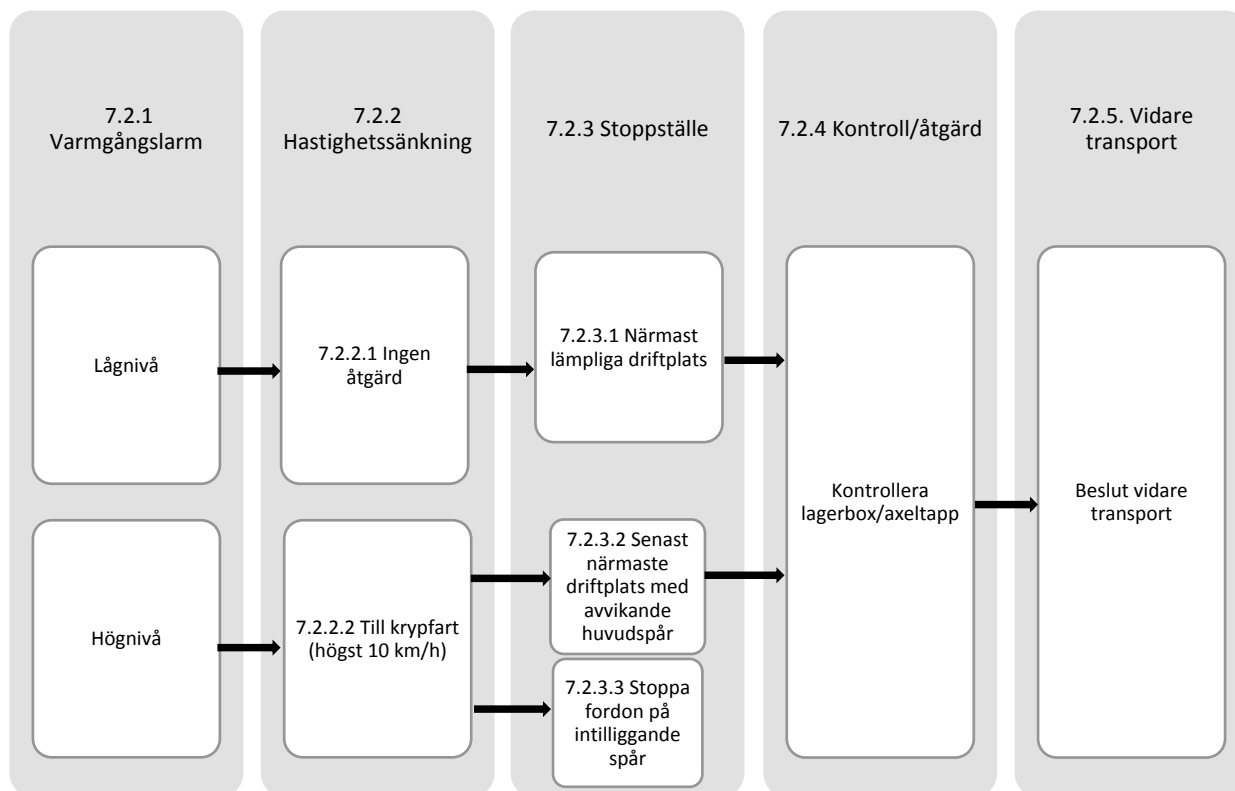 7.2.1
Varmgångslarm
7.2.2
Hastighetssänkning
7.2.3 Stoppställe
7.2.4 Kontroll/åtgärd
7.2.5. Vidare
transport
Lågnivå
7.2.2.1 Ingen
åtgärd
7.2.3.1 Närmast
lämpliga driftplats
Högnivå
7.2.2.2 Till krypfart
(högst 10 km/h)
7.2.3.2 Senast
närmaste
driftplats med
avvikande
huvudspår
7.2.3.3 Stoppa
fordon på
intilliggande
spår
Kontrollera
lagerbox/axeltapp
Beslut vidare
transport